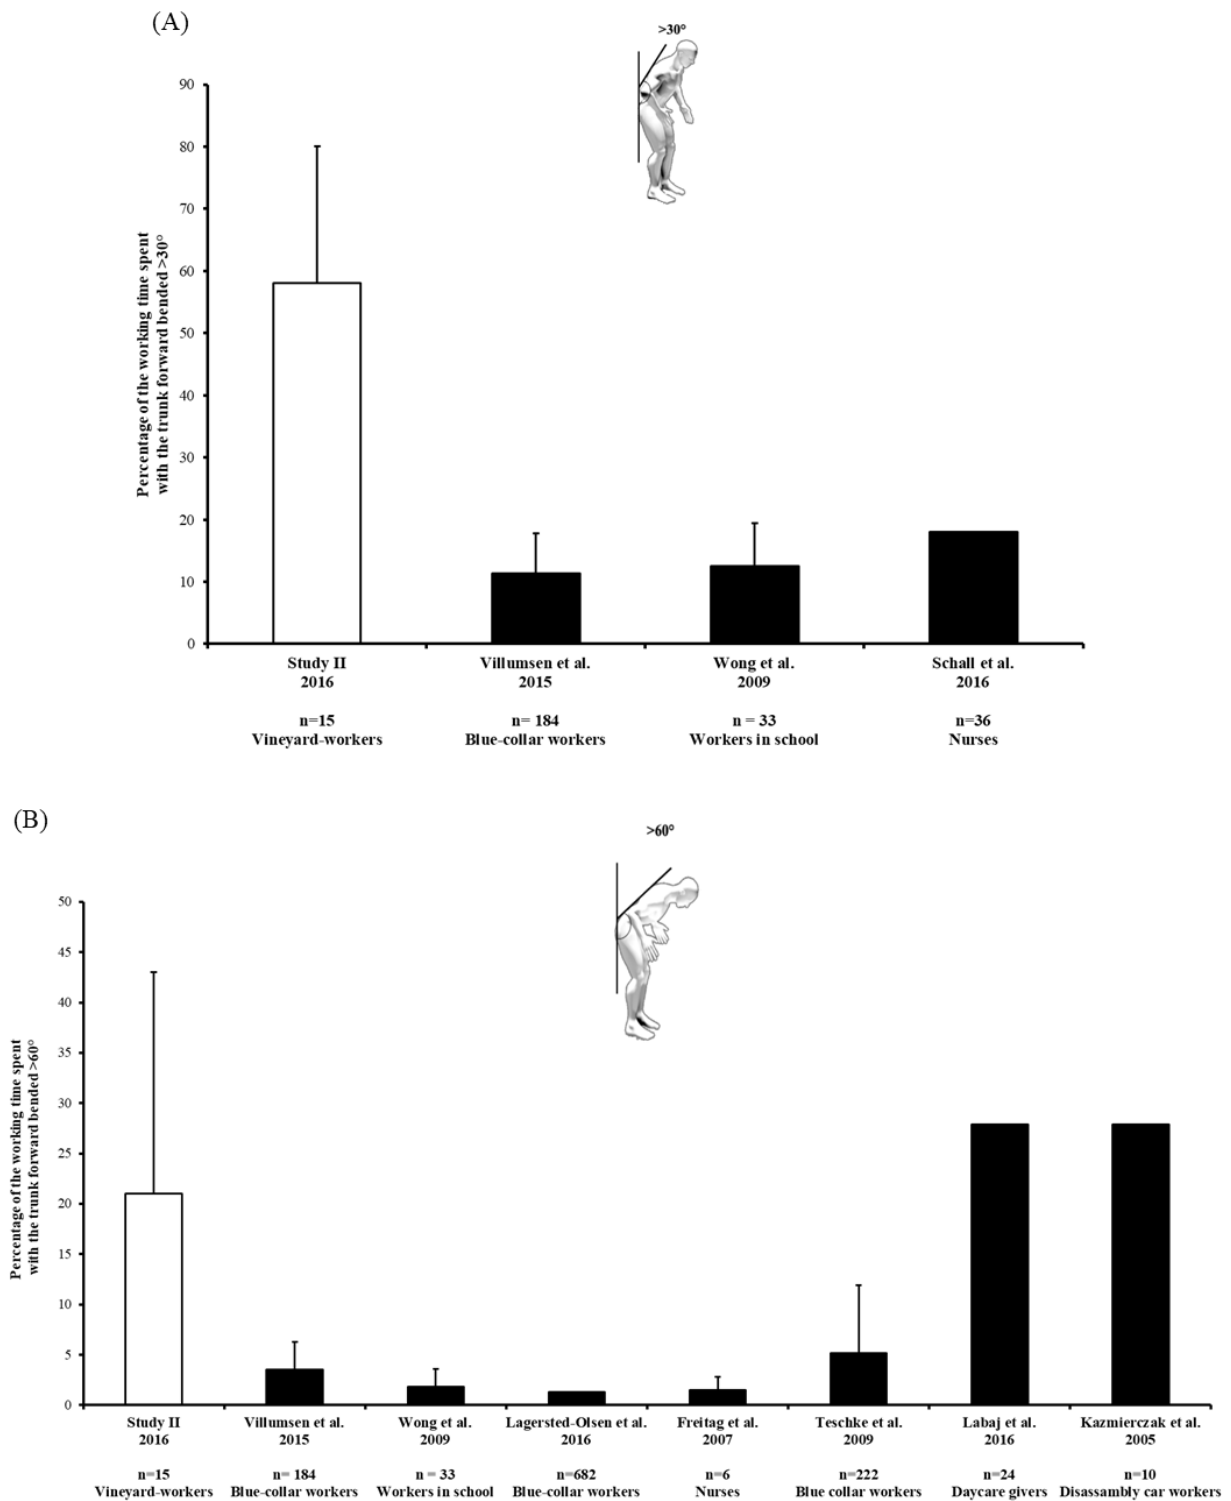 (A)
>30°
Percentage of the working time spent
with the trunk forward bended >30°
90
80
70
60
50
40
30
20
10
0
Study II
2016
n=15
Vineyard-workers
Villumsen et al.
2015
n= 184
Blue-collar workers
Wong et al.
2009
n = 33
Workers in school
Schall et al.
2016
n=36
Nurses
(B)
>60°
Percentage of the working time spent
with the trunk forward bended >60°
50
45
40
35
30
25
20
15
10
5
0
Study II
2016
n=15
Vineyard-workers
Villumsen et al.
2015
n= 184
Blue-collar workers
Wong et al.
2009
n = 33
Workers in school
Lagersted-Olsen et al.
2016
n=682
Blue-collar workers
Freitag et al.
2007
n=6
Nurses
Teschke et al.
2009
n=222
Blue collar workers
Labaj et al.
2016
n=24
Daycare givers
Kazmierczak et al.
2005
n=10
Disassambly car workers